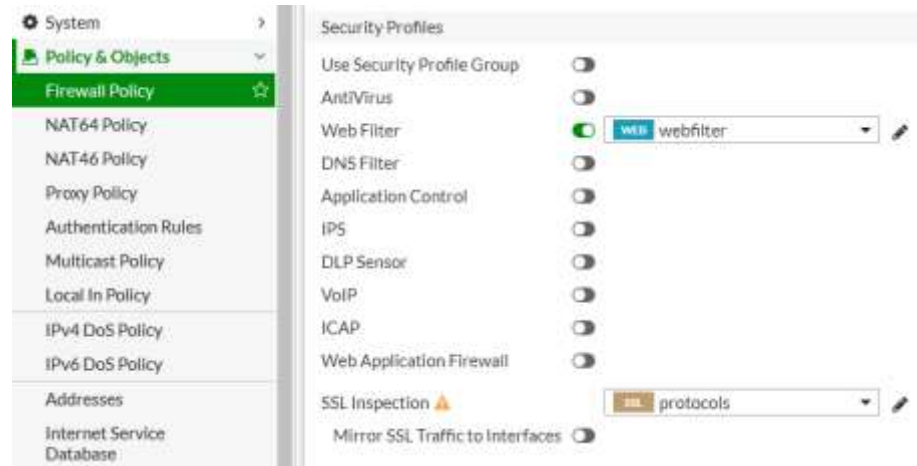 System
Policy & Objects
Firewall Policy
NAT64 Policy
NAT46 Policy
Proxy Policy
Authentication Rules
Multicast Policy
Local In Policy
IPv4 DoS Policy
IPv6 DoS Policy
Addresses
Internet Service
Database
Security Profiles
Use Security Profile Group
AntiVirus
Web Filter WEB webfilter
DNS Filter
Application Control
IPS
DLP Sensor
VoIP
ICAP
Web Application Firewall
SSL Inspection SSL protocols
Mirror SSL Traffic to Interfaces